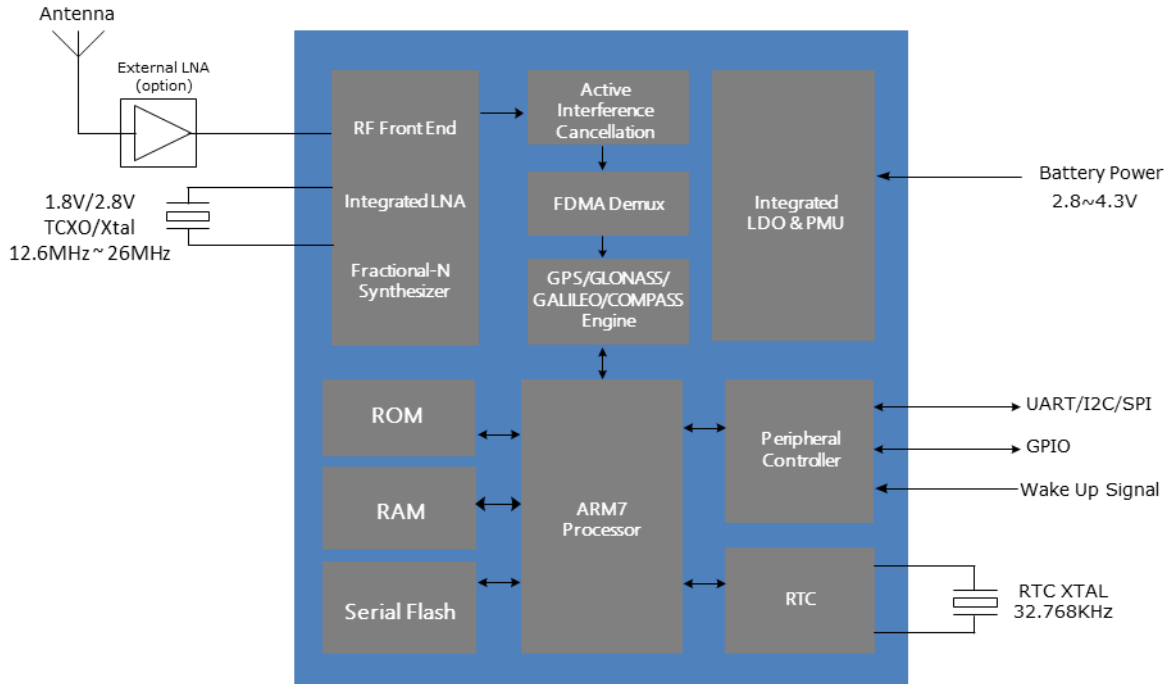 Antenna
External LNA
(option)
1.8V/2.8V
TCXO/Xtal
12.6MHz ~ 26MHz
RF Front End
Integrated LNA
Fractional-N
Synthesizer
Active
Interference
Cancellation
FDMA Demux
GPS/GLONASS/
GALILEO/COMPASS
Engine
Integrated
LDO & PMU
Battery Power
2.8~4.3V
ROM
RAM
Serial Flash
ARM7
Processor
Peripheral
Controller
UART/I2C/SPI
GPIO
Wake Up Signal
RTC
RTC XTAL
32.768KHz